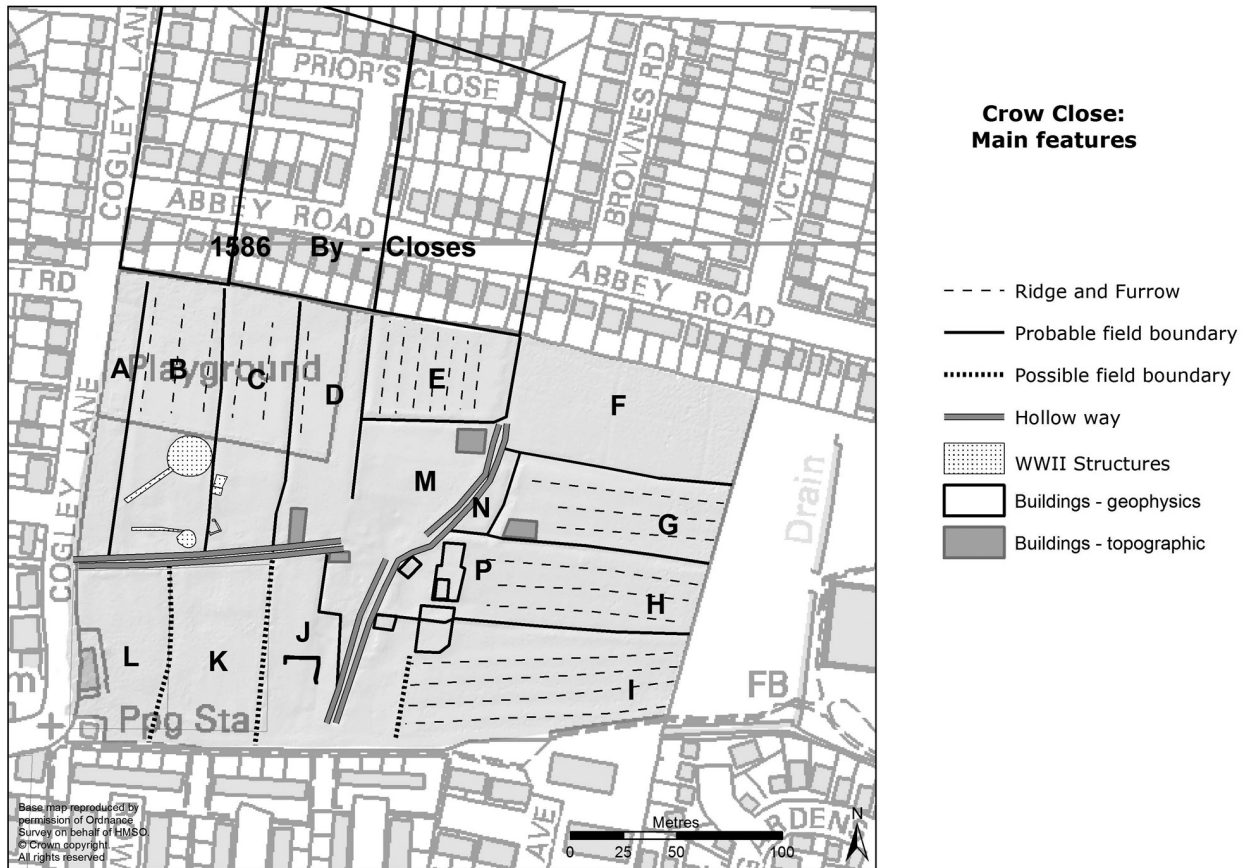 COGLEY LANE
PRIOR'S CLOSE
BROWNES RD
VICTORIA RD
ABBEY ROAD
1586 By - Closes
T RD
ABBEY ROAD
A
Playground
B
C
D
E
F
COGLEY LANE
M
N
G
Drain
P
H
J
L
K
I
FB
m
Ppg Sta
Base map reproduced by
permission of Ordnance
Survey on behalf of HMSO.
© Crown copyright.
All rights reserved
AVE
Metres
0 25 50 100
N
Crow Close:
Main features
Ridge and Furrow
Probable field boundary
Possible field boundary
Hollow way
WWII Structures
Buildings - geophysics
Buildings - topographic